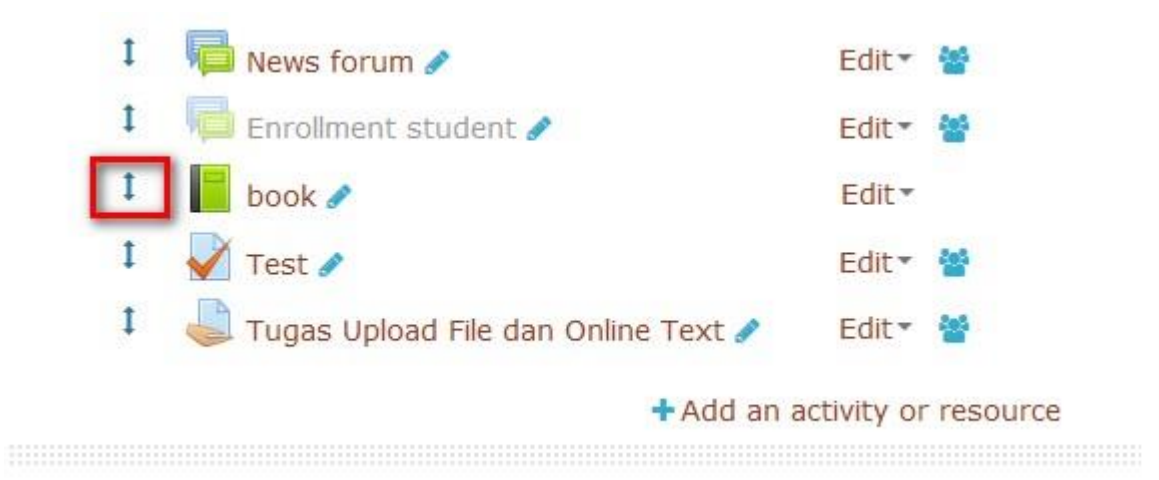 News forum Edit
Enrollment student Edit
book Edit
Test Edit
Tugas Upload File dan Online Text Edit
+ Add an activity or resource